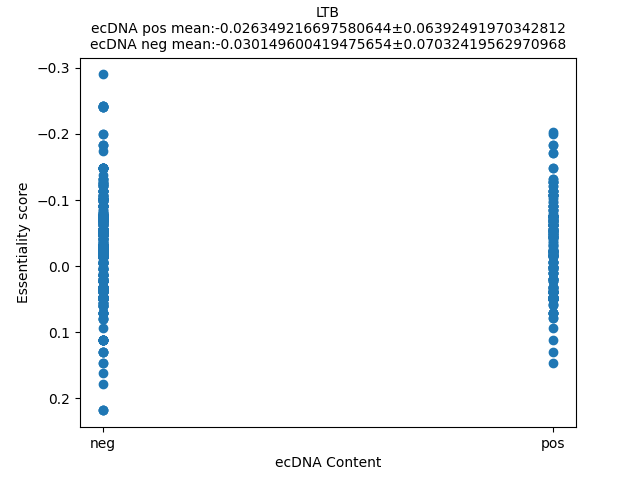 LTB
ecDNA pos mean:-0.026349216697580644±0.06392491970342812
ecDNA neg mean:-0.030149600419475654±0.07032419562970968
−0.3
−0.2
−0.1
0.0
0.1
0.2
Essentiality score
neg
pos
ecDNA Content